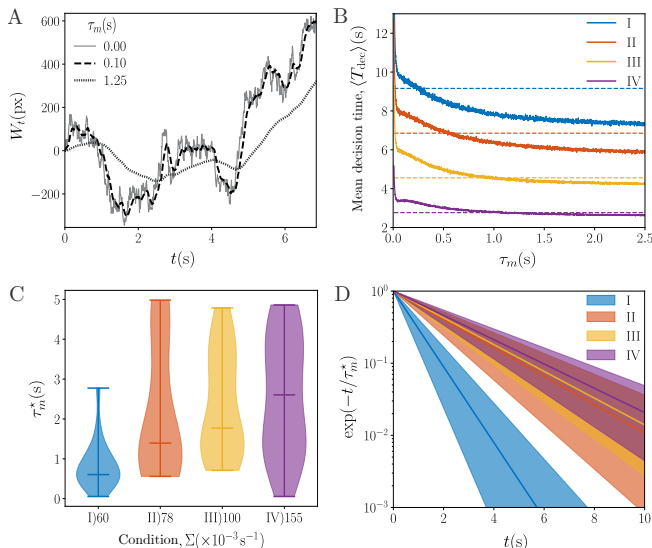 A
τm(s)
0.00
0.10
1.25
600
400
200
0
−200
Wt(px)
0
2
4
6
t(s)
B
I
II
III
IV
12
10
8
6
4
2
Mean decision time, ⟨Tdec⟩(s)
0.0
0.5
1.0
1.5
2.0
2.5
τm(s)
C
5
4
3
2
1
0
τ⋆m(s)
I)60
II)78
III)100
IV)155
Condition, Σ(×10−3s−1)
D
I
II
III
IV
100
10−1
10−2
10−3
exp(−t/τ⋆m)
0
2
4
6
8
10
t(s)